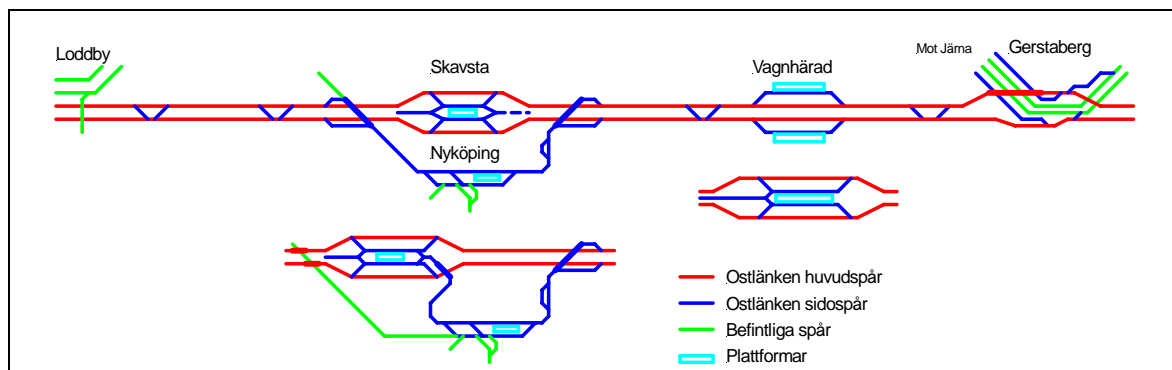 Loddby
Skavsta
Vagnhärad
Mot Järna
Gerstaberg
Nyköping
Ostlänken huvudspår
Ostlänken sidospår
Befintliga spår
Plattformar